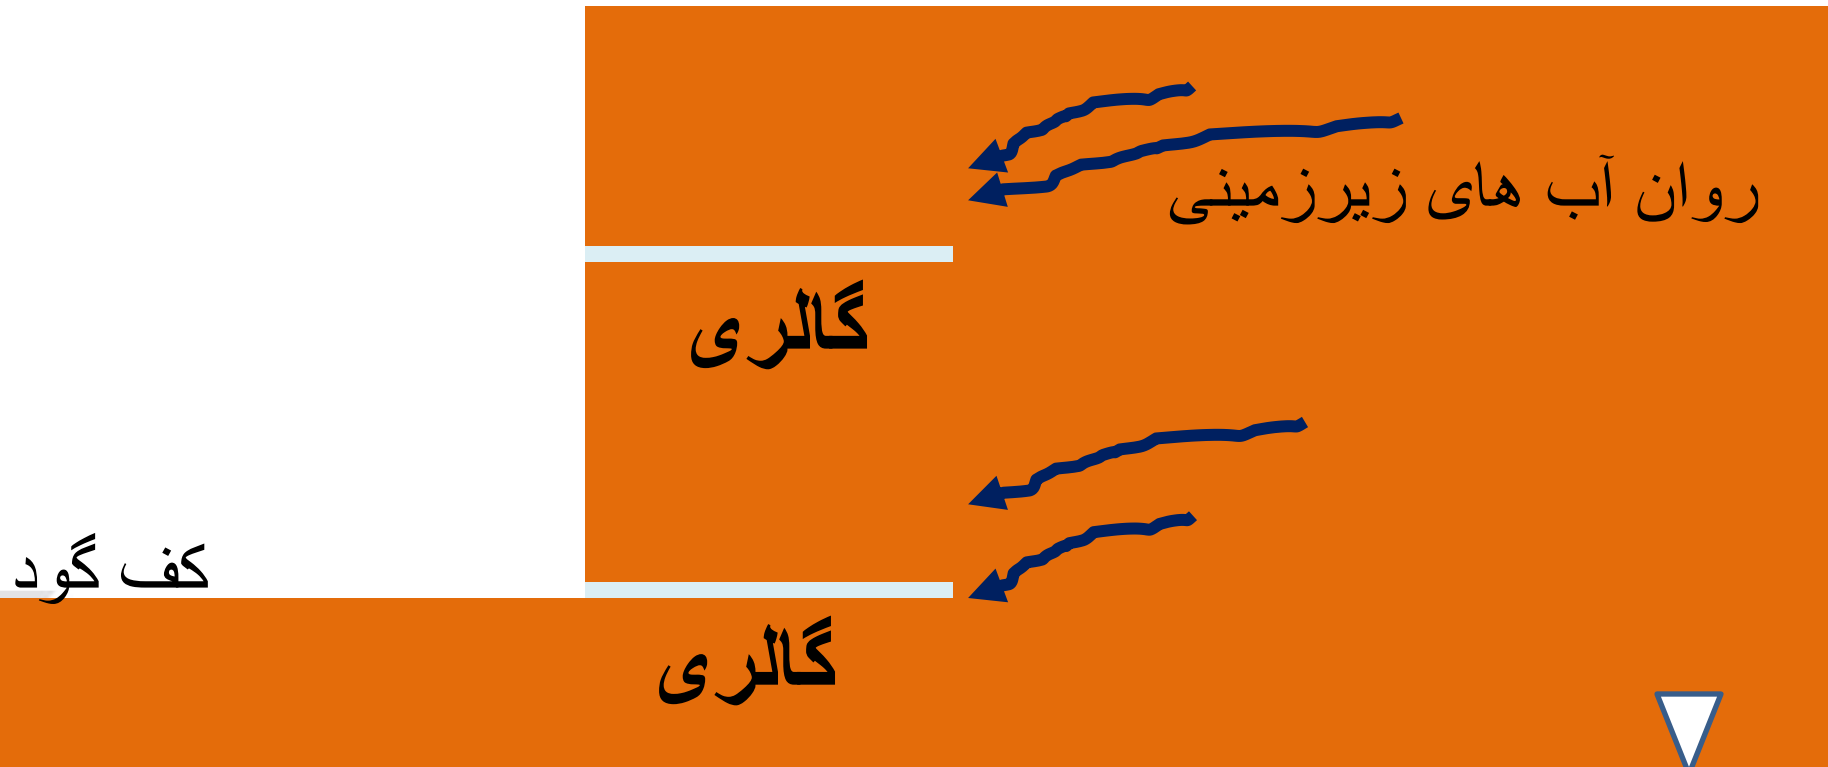 روان آب های زیرزمینی
گالری
کف گود
گالری